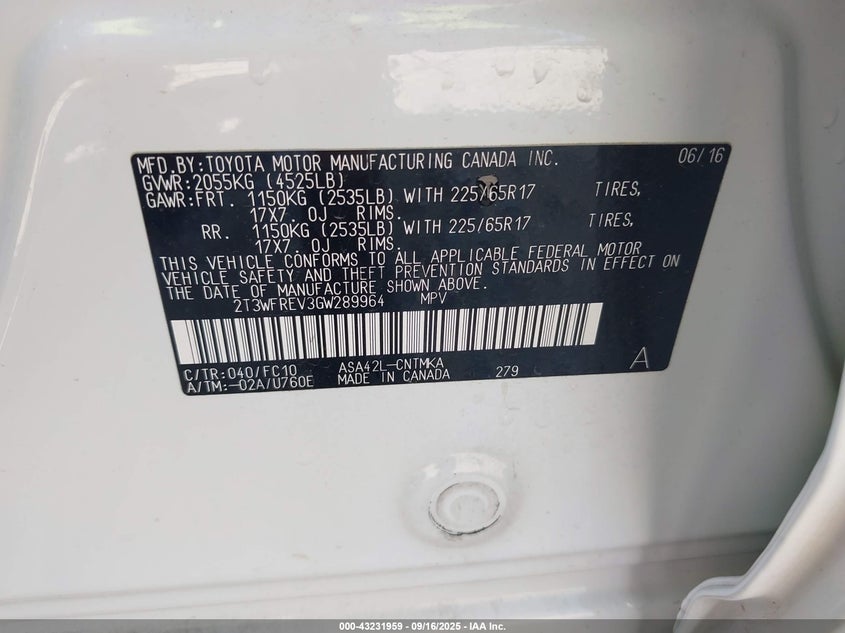 MFD.BY:TOYOTA MOTOR MANUFACTURING CANADA INC. 06/16
GVWR:2055KG (4525LB)
GAWR:FRT. 1150KG (2535LB) WITH 225/65R17 TIRES,
17X7.0J RIMS.
RR. 1150KG (2535LB) WITH 225/65R17 TIRES,
17X7.0J RIMS.
THIS VEHICLE CONFORMS TO ALL APPLICABLE FEDERAL MOTOR
VEHICLE SAFETY AND THEFT PREVENTION STANDARDS IN EFFECT ON
THE DATE OF MANUFACTURE SHOWN ABOVE.
2T3WFREV3GW289964 MPV
C/TR:040/FC10 ASA42L-CNTMKA 279 A
A/TM:-02A/U760E MADE IN CANADA
000-43231959 - 09/16/2025 - IAA Inc.